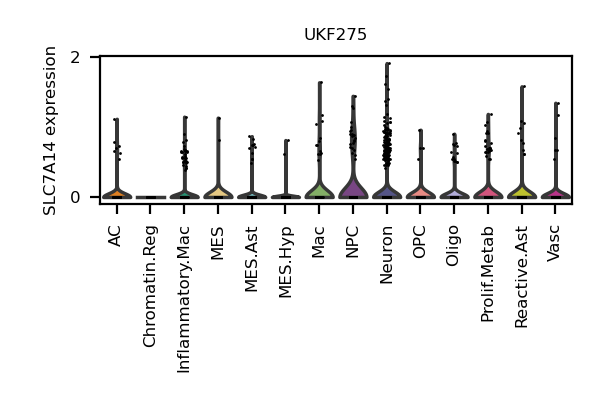 UKF275
SLC7A14 expression
2
0
AC
Chromatin.Reg
Inflammatory.Mac
MES
MES.Ast
MES.Hyp
Mac
NPC
Neuron
OPC
Oligo
Prolif.Metab
Reactive.Ast
Vasc